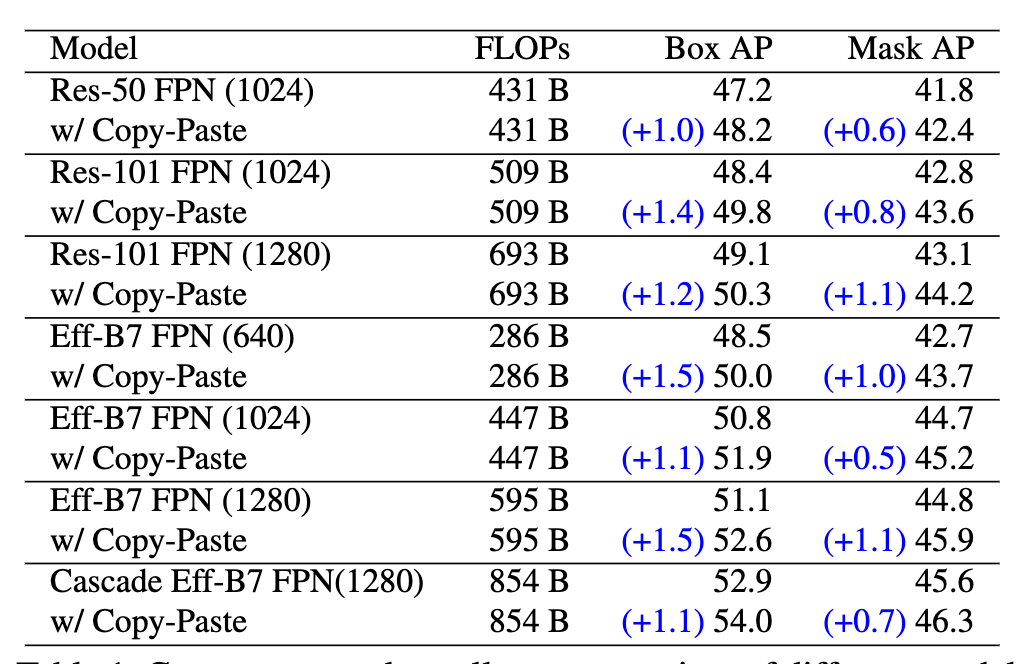 Model FLOPs Box AP Mask AP
Res-50 FPN (1024) 431 B 47.2 41.8
w/ Copy-Paste 431 B (+1.0) 48.2 (+0.6) 42.4
Res-101 FPN (1024) 509 B 48.4 42.8
w/ Copy-Paste 509 B (+1.4) 49.8 (+0.8) 43.6
Res-101 FPN (1280) 693 B 49.1 43.1
w/ Copy-Paste 693 B (+1.2) 50.3 (+1.1) 44.2
Eff-B7 FPN (640) 286 B 48.5 42.7
w/ Copy-Paste 286 B (+1.5) 50.0 (+1.0) 43.7
Eff-B7 FPN (1024) 447 B 50.8 44.7
w/ Copy-Paste 447 B (+1.1) 51.9 (+0.5) 45.2
Eff-B7 FPN (1280) 595 B 51.1 44.8
w/ Copy-Paste 595 B (+1.5) 52.6 (+1.1) 45.9
Cascade Eff-B7 FPN(1280) 854 B 52.9 45.6
w/ Copy-Paste 854 B (+1.1) 54.0 (+0.7) 46.3